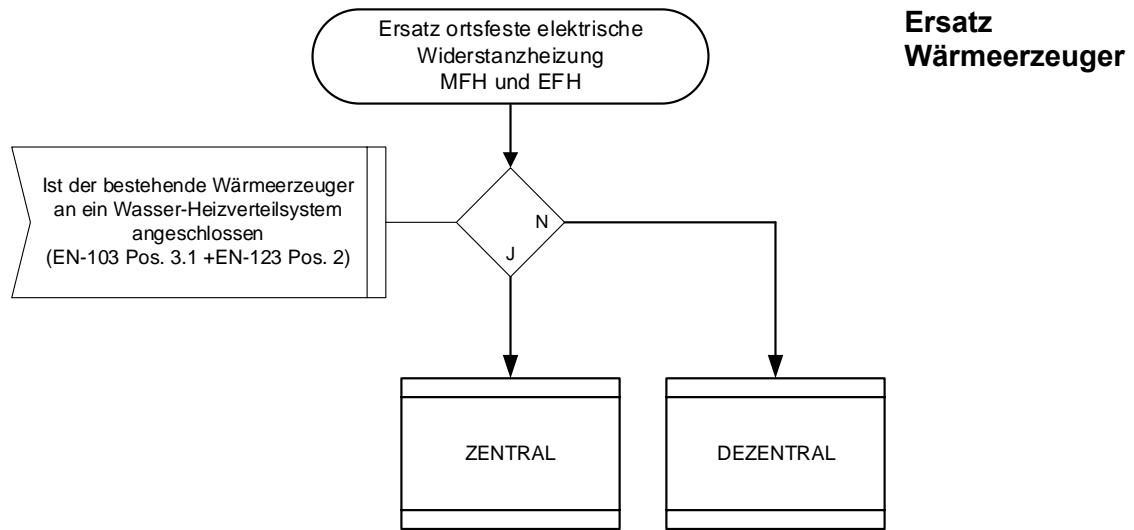 Ersatz
Wärmeerzeuger
Ersatz ortsfeste elektrische
Widerstanzheizung
MFH und EFH
Ist der bestehende Wärmeerzeuger
an ein Wasser-Heizverteilsystem
angeschlossen
(EN-103 Pos. 3.1 +EN-123 Pos. 2)
N
J
ZENTRAL
DEZENTRAL